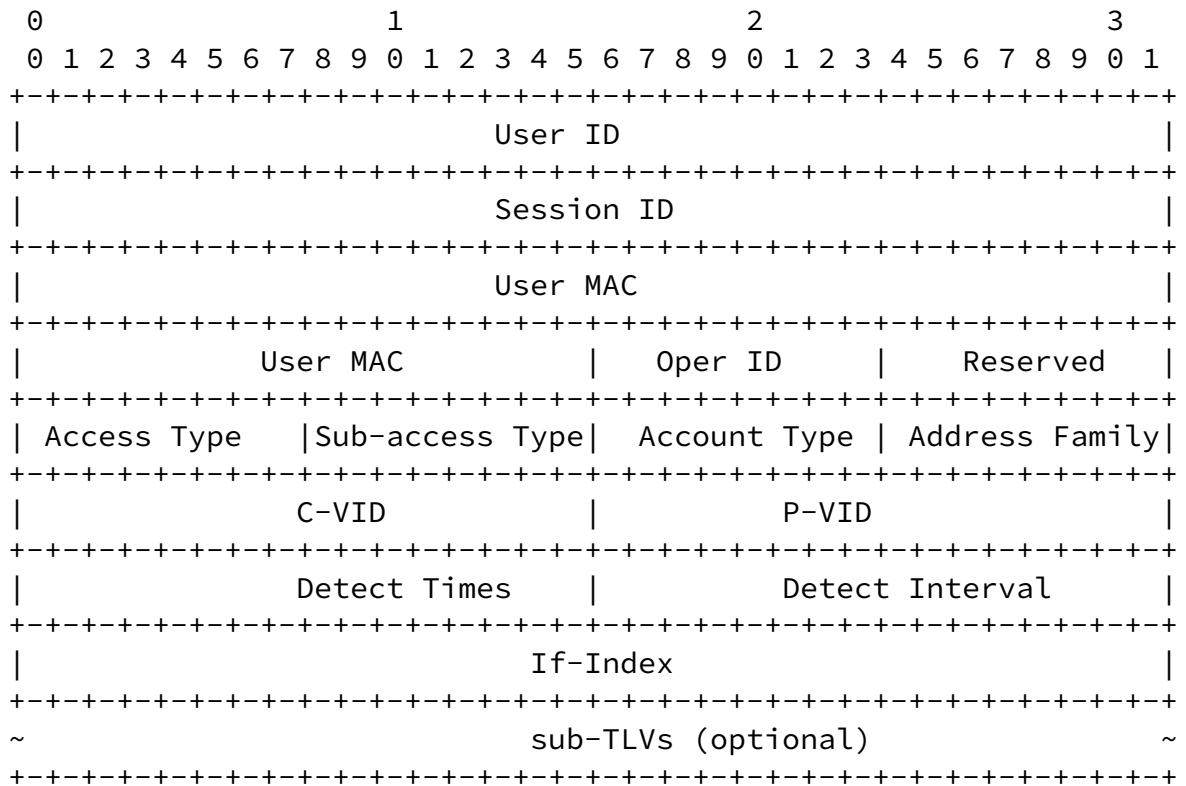 0                   1                   2                   3
 0 1 2 3 4 5 6 7 8 9 0 1 2 3 4 5 6 7 8 9 0 1 2 3 4 5 6 7 8 9 0 1
+-+-+-+-+-+-+-+-+-+-+-+-+-+-+-+-+-+-+-+-+-+-+-+-+-+-+-+-+-+-+-+-+
|                          User ID                              |
+-+-+-+-+-+-+-+-+-+-+-+-+-+-+-+-+-+-+-+-+-+-+-+-+-+-+-+-+-+-+-+-+
|                          Session ID                           |
+-+-+-+-+-+-+-+-+-+-+-+-+-+-+-+-+-+-+-+-+-+-+-+-+-+-+-+-+-+-+-+-+
|                          User MAC                             |
+-+-+-+-+-+-+-+-+-+-+-+-+-+-+-+-+-+-+-+-+-+-+-+-+-+-+-+-+-+-+-+-+
|             User MAC          |   Oper ID     |    Reserved   |
+-+-+-+-+-+-+-+-+-+-+-+-+-+-+-+-+-+-+-+-+-+-+-+-+-+-+-+-+-+-+-+-+
| Access Type   |Sub-access Type|  Account Type | Address Family|
+-+-+-+-+-+-+-+-+-+-+-+-+-+-+-+-+-+-+-+-+-+-+-+-+-+-+-+-+-+-+-+-+
|               C-VID           |          P-VID                |
+-+-+-+-+-+-+-+-+-+-+-+-+-+-+-+-+-+-+-+-+-+-+-+-+-+-+-+-+-+-+-+-+
|               Detect Times    |          Detect Interval      |
+-+-+-+-+-+-+-+-+-+-+-+-+-+-+-+-+-+-+-+-+-+-+-+-+-+-+-+-+-+-+-+-+
|                            If-Index                           |
+-+-+-+-+-+-+-+-+-+-+-+-+-+-+-+-+-+-+-+-+-+-+-+-+-+-+-+-+-+-+-+-+
~                            sub-TLVs (optional)                ~
+-+-+-+-+-+-+-+-+-+-+-+-+-+-+-+-+-+-+-+-+-+-+-+-+-+-+-+-+-+-+-+-+